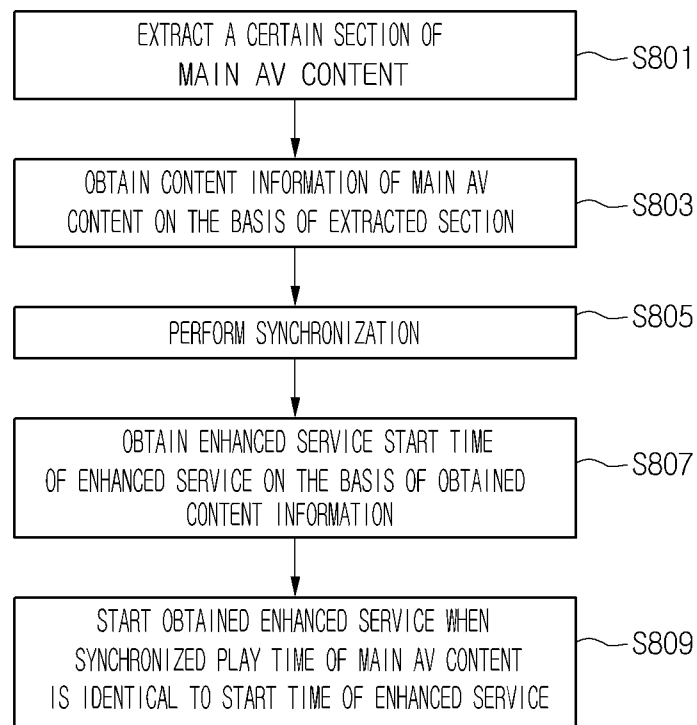 EXTRACT A CERTAIN SECTION OF
MAIN AV CONTENT
S801
OBTAIN CONTENT INFORMATION OF MAIN AV
CONTENT ON THE BASIS OF EXTRACTED SECTION
S803
PERFORM SYNCHRONIZATION
S805
OBTAIN ENHANCED SERVICE START TIME
OF ENHANCED SERVICE ON THE BASIS OF OBTAINED
CONTENT INFORMATION
S807
START OBTAINED ENHANCED SERVICE WHEN
SYNCHRONIZED PLAY TIME OF MAIN AV CONTENT
IS IDENTICAL TO START TIME OF ENHANCED SERVICE
S809